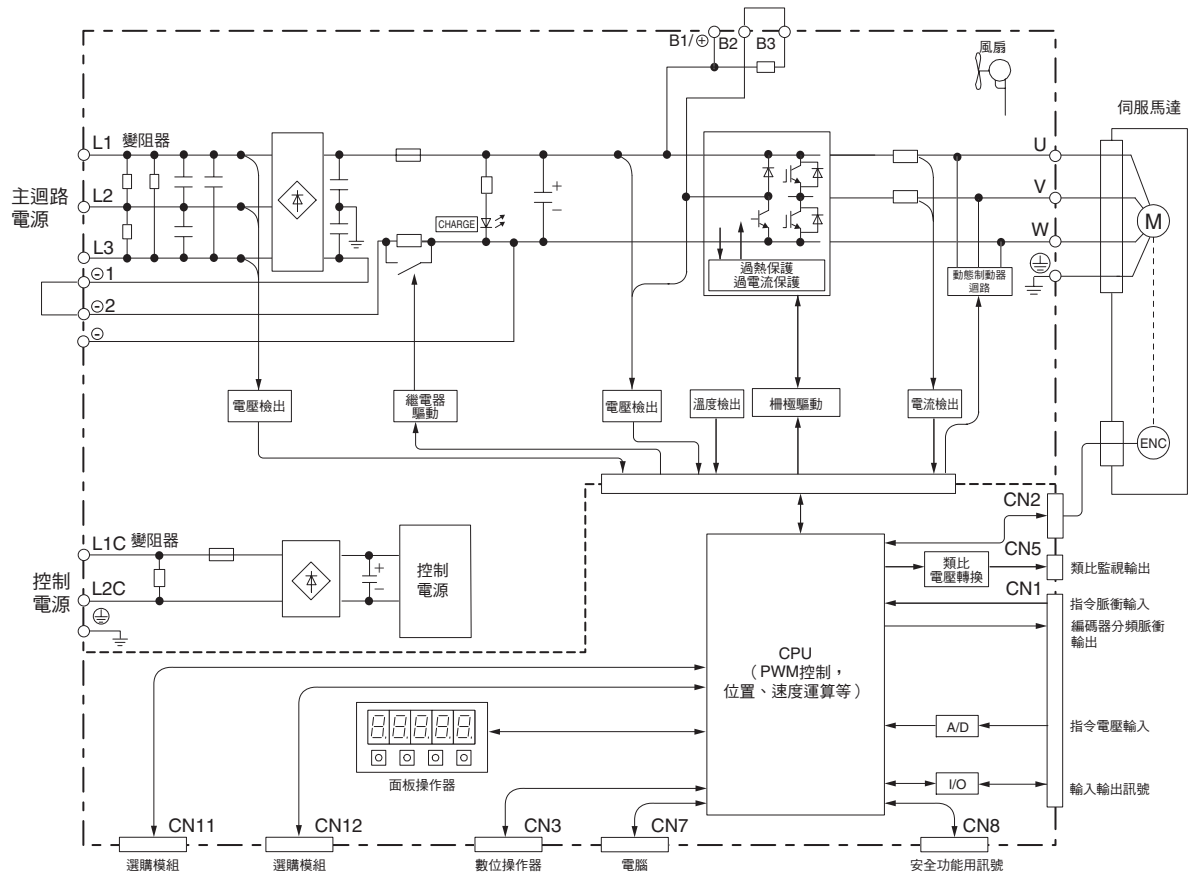 B1/⊕ B2 B3
風扇
伺服馬達
L1 變阻器
U
主迴路
電源
L2
V
CHARGE
W
M
L3
過熱保護
過電流保護
動態制動器
迴路
⊖1
⊖2
⊖
電壓檢出
繼電器
驅動
電壓檢出
溫度檢出
柵極驅動
電流檢出
ENC
CN2
L1C 變阻器
CN5
控制
電源
控制
電源
類比
電壓轉換
類比監視輸出
L2C
CN1
指令脈衝輸入
編碼器分頻脈衝
輸出
CPU
(PWM控制,
位置、速度運算等)
A/D
指令電壓輸入
8.8.8.8.8.
面板操作器
I/O
輸入輸出訊號
CN11
CN12
CN3
CN7
CN8
選購模組
選購模組
數位操作器
電腦
安全功能用訊號